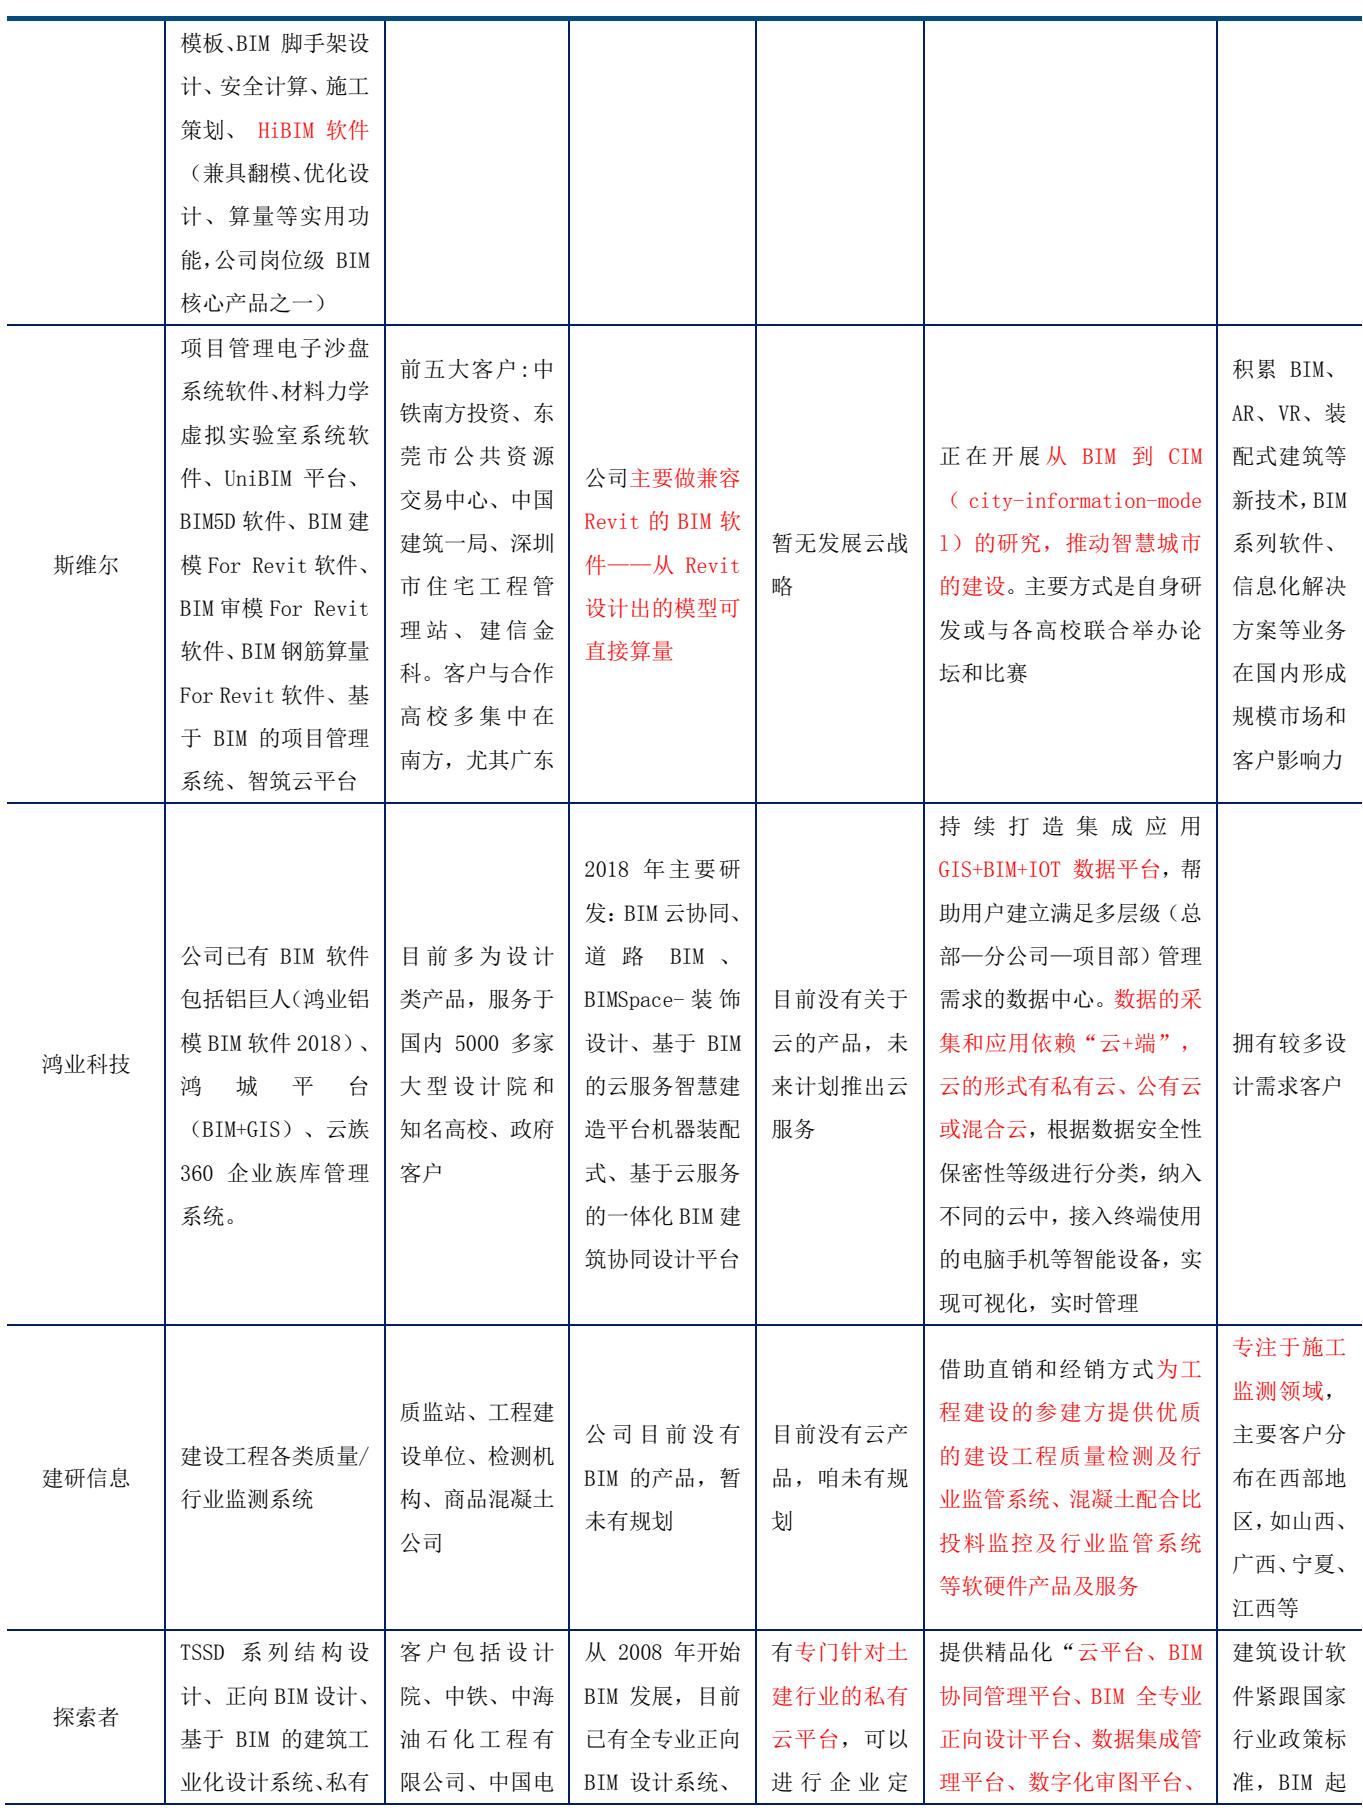 模板、BIM 脚手架设
计、安全计算、施工
策划、 HiBIM 软件
（兼具翻模、优化设
计、算量等实用功
能，公司岗位级 BIM
核心产品之一）
斯维尔
项目管理电子沙盘
系统软件、材料力学
虚拟实验室系统软
件、UniBIM 平台、
BIM5D 软件、BIM 建
模 For Revit 软件、
BIM 审模 For Revit
软件、BIM 钢筋算量
For Revit 软件、基
于 BIM 的项目管理
系统、智筑云平台
前五大客户：中
铁南方投资、东
莞市公共资源
交易中心、中国
建筑一局、深圳
市住宅工程管
理站、建信金
科。客户与合作
高校多集中在
南方，尤其广东
公司主要做兼容
Revit 的 BIM 软
件——从 Revit
设计出的模型可
直接算量
暂无发展云战
略
正在开展从 BIM 到 CIM
（ city-information-mode
l）的研究，推动智慧城市
的建设。主要方式是自身研
发或与各高校联合举办论
坛和比赛
积累 BIM、
AR、VR、装
配式建筑等
新技术，BIM
系列软件、
信息化解决
方案等业务
在国内形成
规模市场和
客户影响力
鸿业科技
公司已有 BIM 软件
包括铝巨人（鸿业铝
模 BIM 软件 2018）、
鸿城平台
（BIM+GIS）、云族
360 企业族库管理
系统。
目前多为设计
类产品，服务于
国内 5000 多家
大型设计院和
知名高校、政府
客户
2018 年主要研
发：BIM 云协同、
道路 BIM、
BIMSpace-装饰
设计、基于 BIM
的云服务智慧建
造平台机器装配
式、基于云服务
的一体化 BIM 建
筑协同设计平台
目前没有关于
云的产品，未
来计划推出云
服务
持续打造集成应用
GIS+BIM+IOT 数据平台，帮
助用户建立满足多层级（总
部—分公司—项目部）管理
需求的数据中心。数据的采
集和应用依赖“云+端”，
云的形式有私有云、公有云
或混合云，根据数据安全性
保密性等级进行分类，纳入
不同的云中，接入终端使用
的电脑手机等智能设备，实
现可视化，实时管理
拥有较多设
计需求客户
建研信息
建设工程各类质量/
行业监测系统
质监站、工程建
设单位、检测机
构、商品混凝土
公司
公司目前没有
BIM 的产品，暂
未有规划
目前没有云产
品，咱未有规
划
借助直销和经销方式为工
程建设的参建方提供优质
的建设工程质量检测及行
业监管系统、混凝土配合比
投料监控及行业监管系统
等软硬件产品及服务
专注于施工
监测领域，
主要客户分
布在西部地
区，如山西、
广西、宁夏、
江西等
探索者
TSSD 系列结构设
计、正向 BIM 设计、
基于 BIM 的建筑工
业化设计系统、私有
客户包括设计
院、中铁、中海
油石化工程有
限公司、中国电
从 2008 年开始
BIM 发展，目前
已有全专业正向
BIM 设计系统、
有专门针对土
建行业的私有
云平台，可以
进行企业定
提供精品化“云平台、BIM
协同管理平台、BIM 全专业
正向设计平台、数据集成管
理平台、数字化审图平台、
建筑设计软
件紧跟国家
行业政策标
准，BIM 起